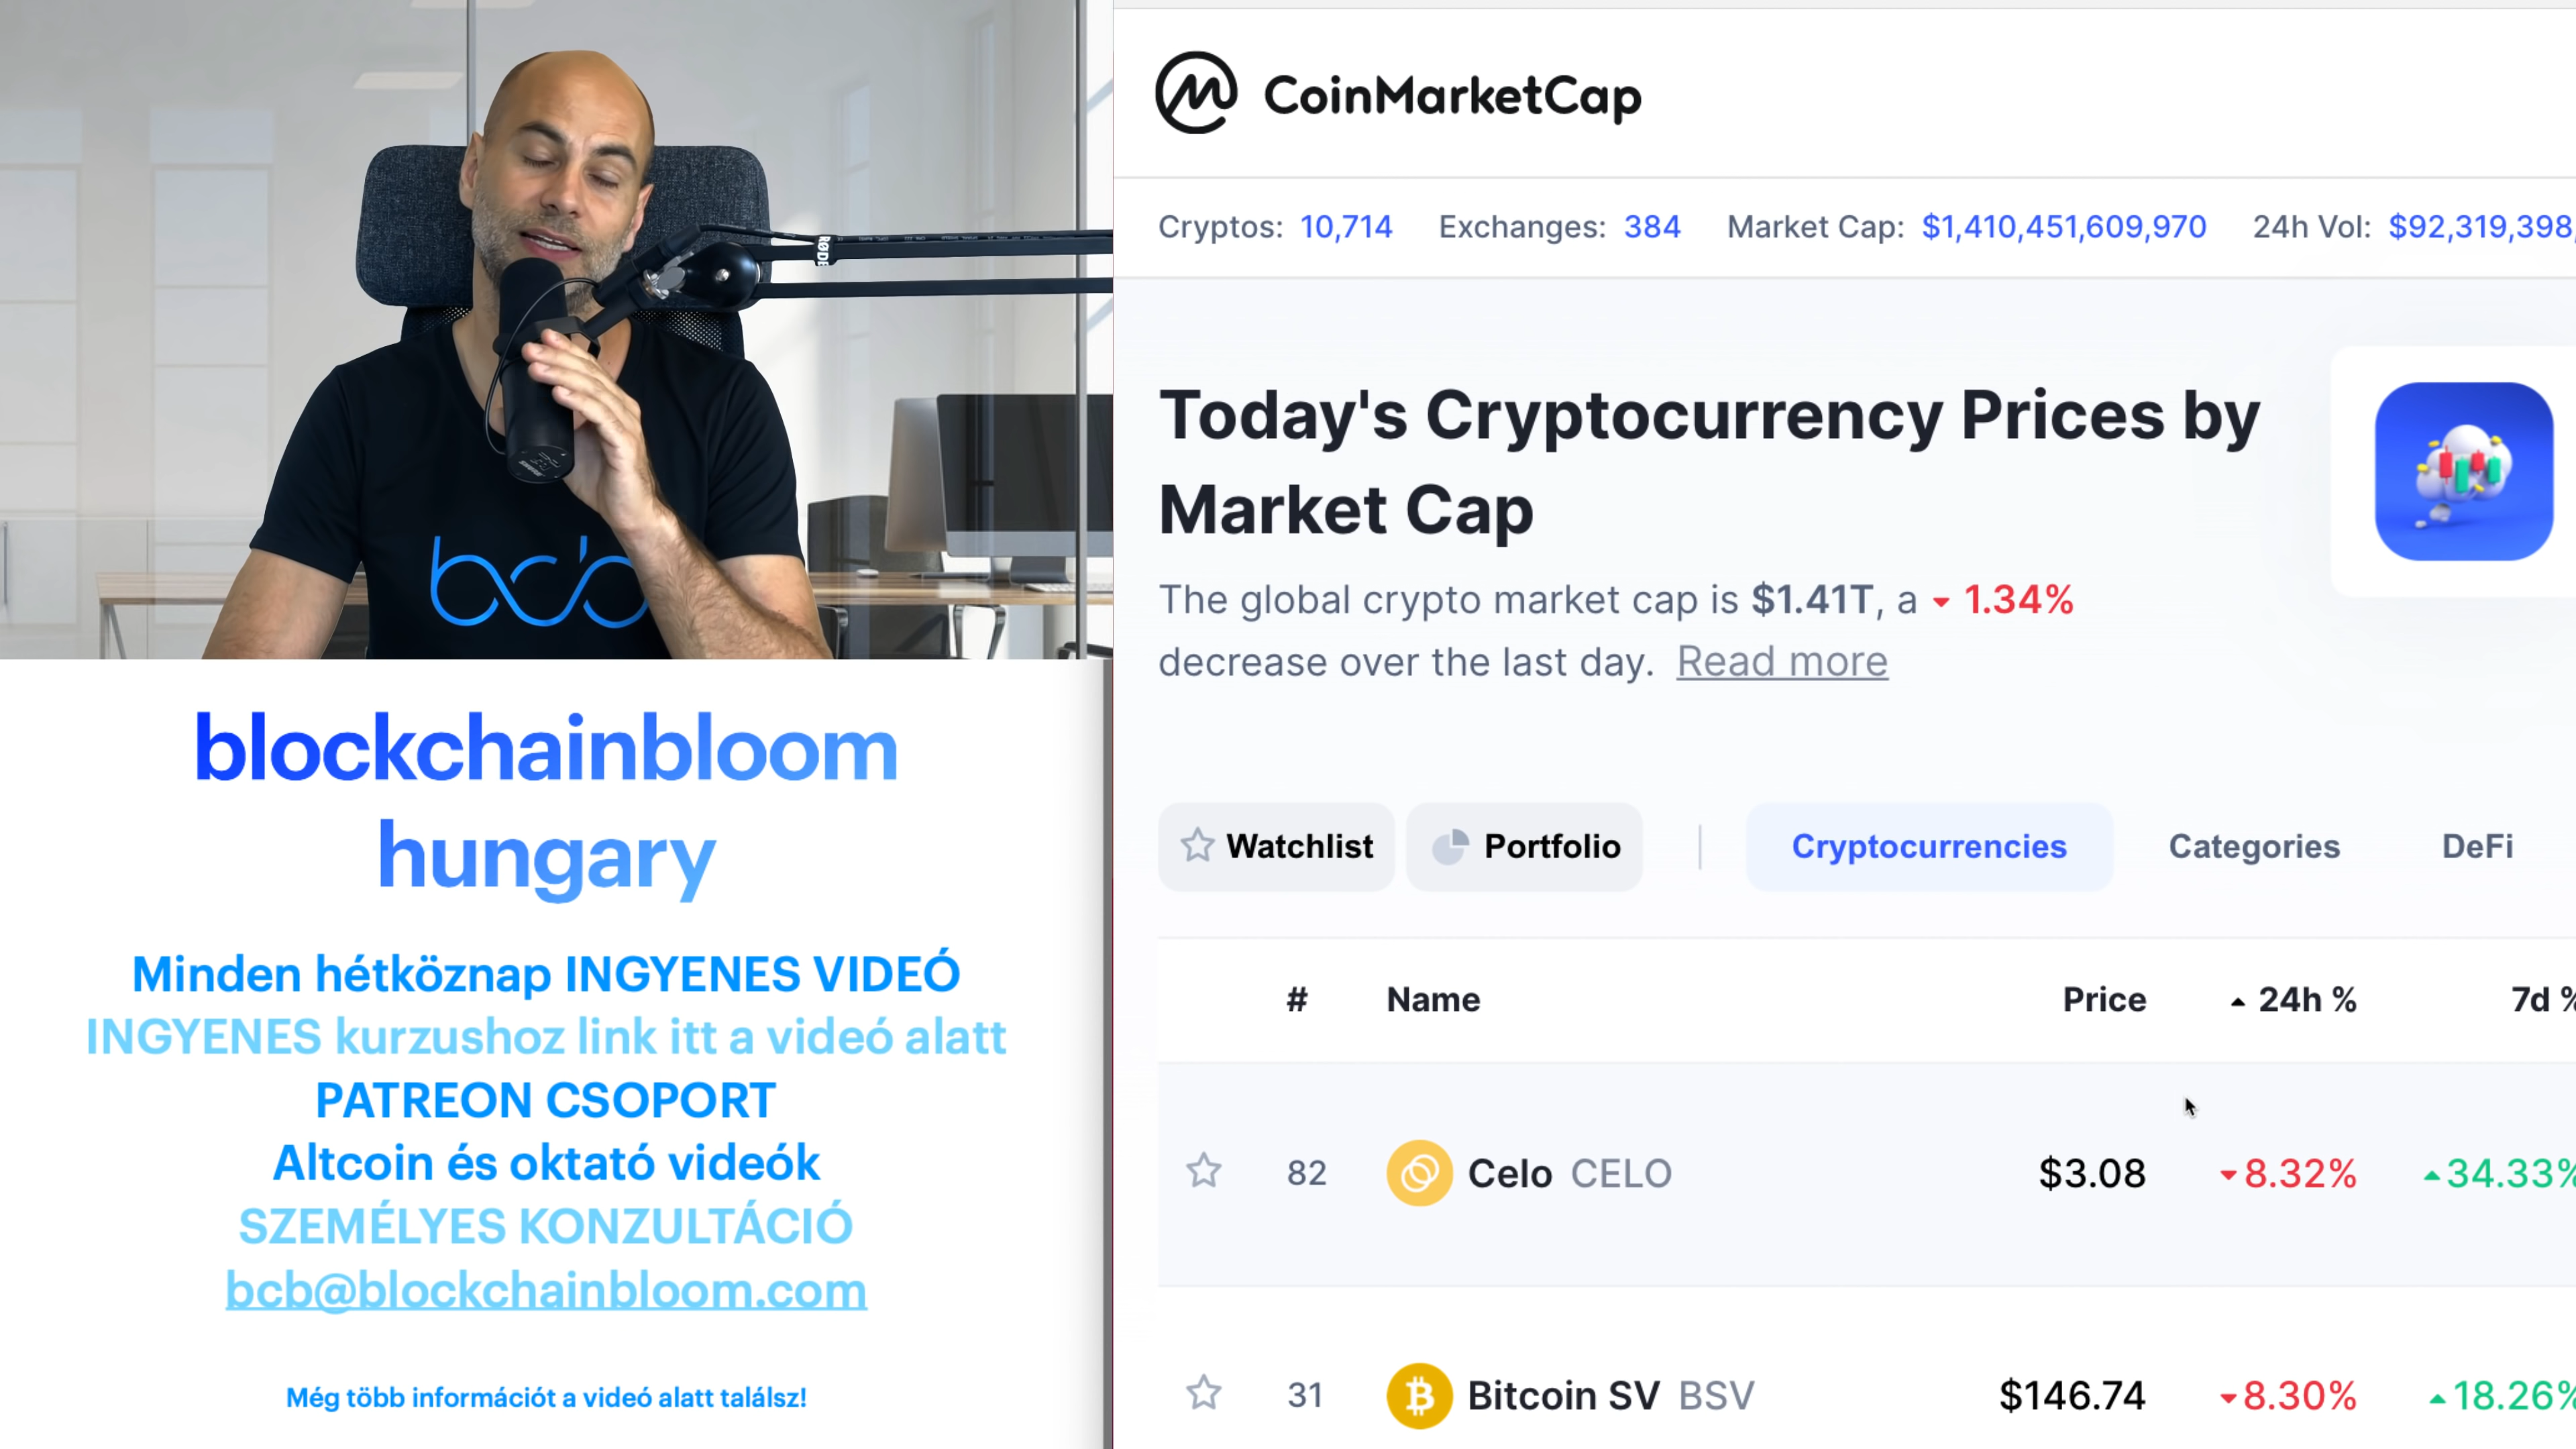 RØDE
bcb
blockchainbloom
hungary
Minden hétköznap INGYENES VIDEÓ
INGYENES kurzushoz link itt a videó alatt
PATREON CSOPORT
Altcoin és oktató videók
SZEMÉLYES KONZULTÁCIÓ
bcb@blockchainbloom.com
Még több információt a videó alatt találsz!
CoinMarketCap
Cryptos: 10,714 Exchanges: 384 Market Cap: $1,410,451,609,970 24h Vol: $92,319,398,
Today's Cryptocurrency Prices by
Market Cap
The global crypto market cap is $1.41T, a 1.34%
decrease over the last day. Read more
Watchlist Portfolio Cryptocurrencies Categories DeFi
# Name Price 24h % 7d %
82 Celo CELO $3.08 8.32% 34.33%
31 Bitcoin SV BSV $146.74 8.30% 18.26%